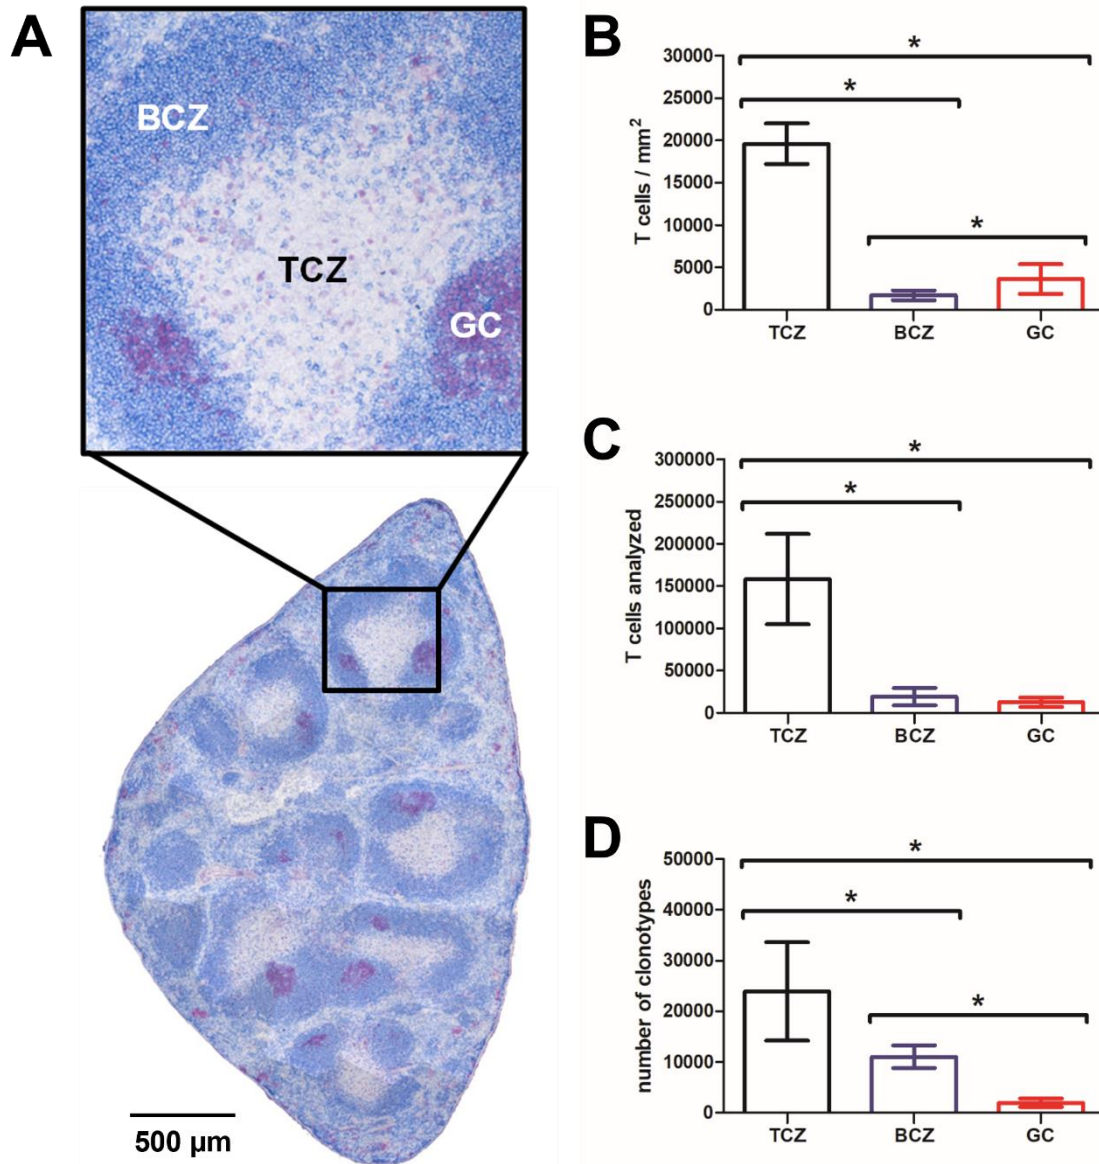 A
BCZ
TCZ
GC
500 µm
B
T cells / mm²
30000
25000
20000
15000
10000
5000
0
*
*
*
TCZ BCZ GC
C
T cells analyzed
300000
250000
200000
150000
100000
50000
0
*
*
TCZ BCZ GC
D
number of clonotypes
50000
40000
30000
20000
10000
0
*
*
*
TCZ BCZ GC